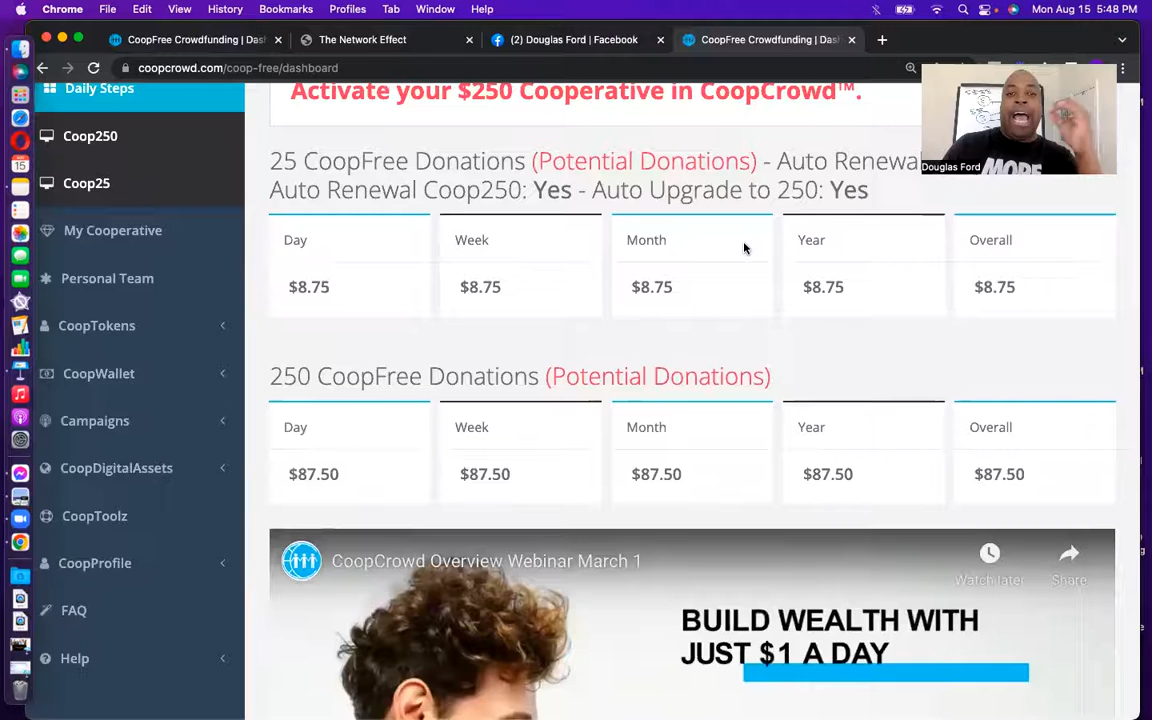 Chrome File Edit View History Bookmarks Profiles Tab Window Help Mon Aug 15 5:48 PM
CoopFree Crowdfunding | Das The Network Effect (2) Douglas Ford | Facebook CoopFree Crowdfunding | Das
coopcrowd.com/coop-free/dashboard
Daily Steps
Coop250
Coop25
My Cooperative
Personal Team
CoopTokens
CoopWallet
Campaigns
CoopDigitalAssets
CoopToolz
CoopProfile
FAQ
Help
Activate your $250 Cooperative in CoopCrowd™.
25 CoopFree Donations (Potential Donations) - Auto Renewal
Auto Renewal Coop250: Yes - Auto Upgrade to 250: Yes
Day Week Month Year Overall
$8.75 $8.75 $8.75 $8.75 $8.75
250 CoopFree Donations (Potential Donations)
Day Week Month Year Overall
$87.50 $87.50 $87.50 $87.50 $87.50
CoopCrowd Overview Webinar March 1
Watch later Share
BUILD WEALTH WITH
JUST $1 A DAY
MORE
Douglas Ford
15